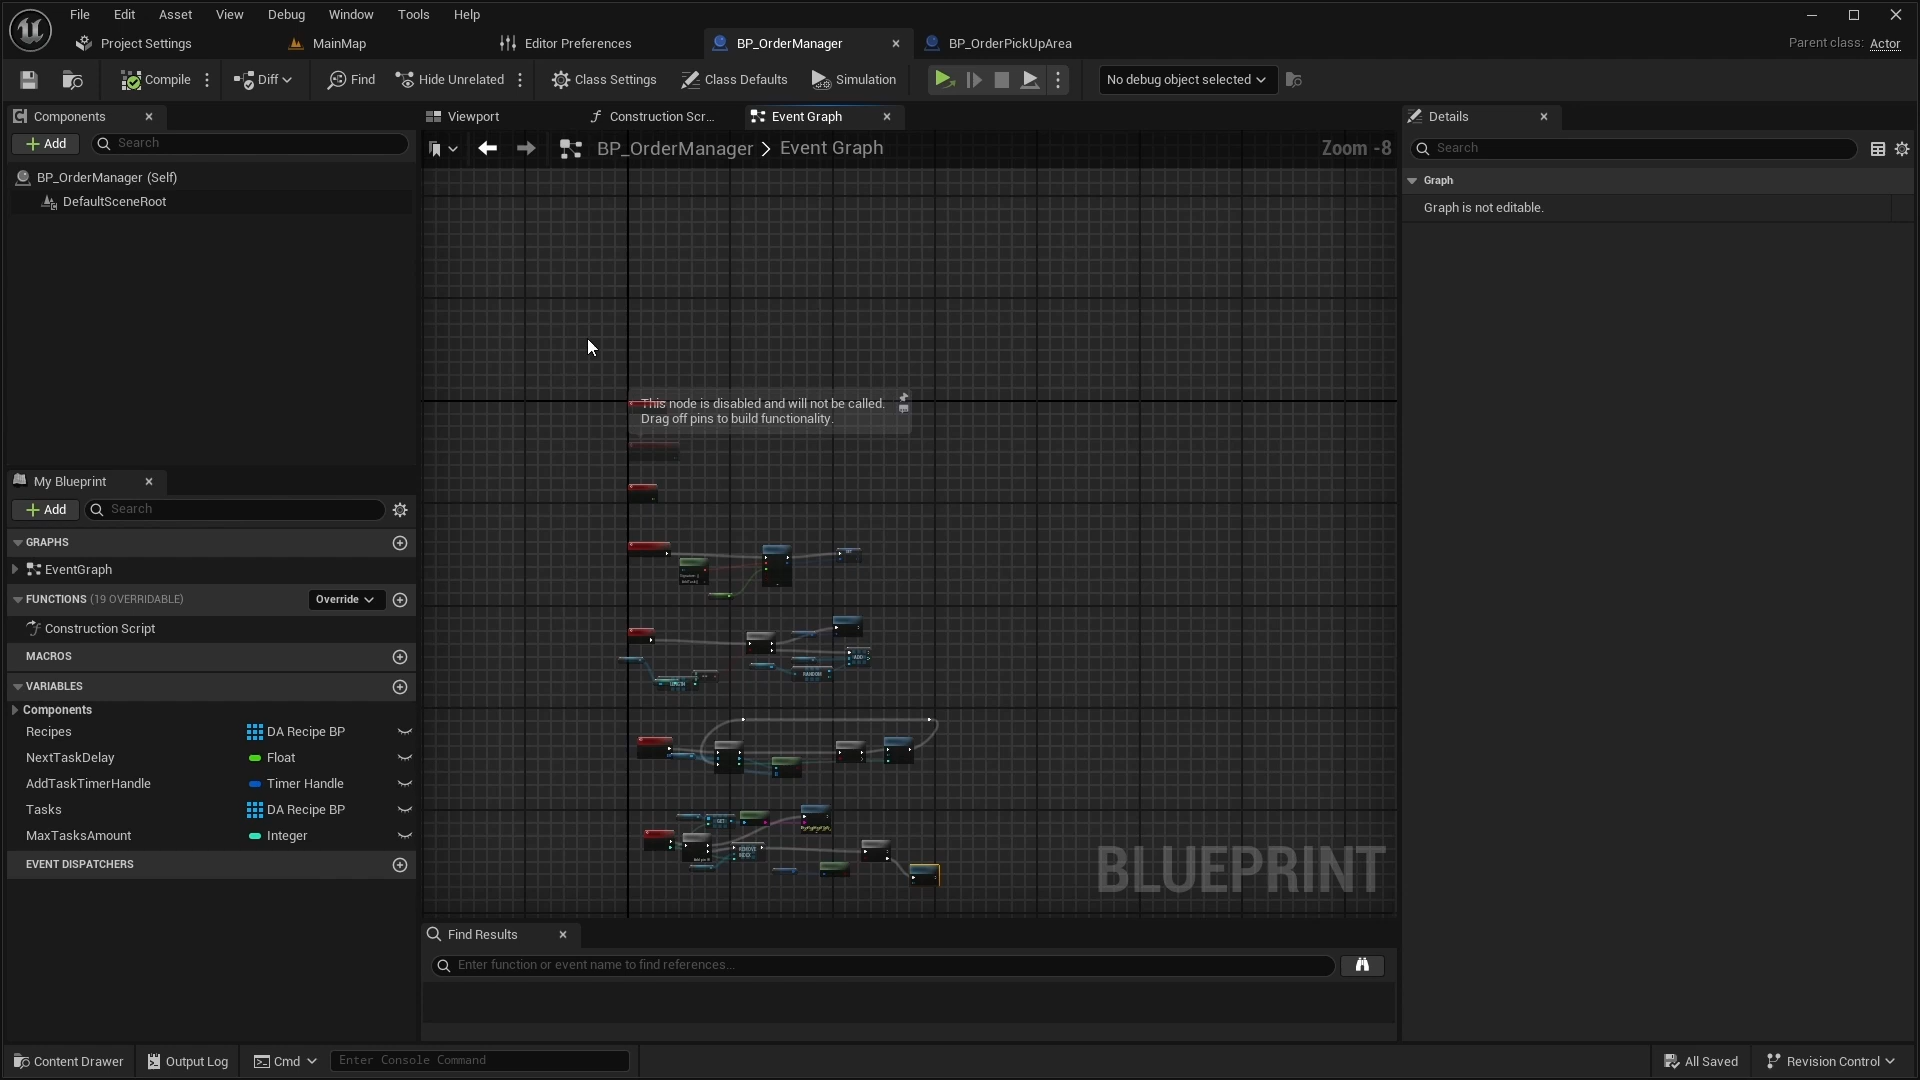 File Edit Asset View Debug Window Tools Help
Project Settings MainMap Editor Preferences BP_OrderManager BP_OrderPickUpArea Parent class: Actor
Compile Diff Find Hide Unrelated Class Settings Class Defaults Simulation No debug object selected
Components
Add Search
BP_OrderManager (Self)
DefaultSceneRoot
Viewport Construction Scr... Event Graph
BP_OrderManager > Event Graph Zoom -8
This node is disabled and will not be called.
Drag off pins to build functionality.
RANDOM
ADD
GET
REMOVE INDEX
BLUEPRINT
Details
Search
Graph
Graph is not editable.
My Blueprint
Add Search
GRAPHS
EventGraph
FUNCTIONS (19 OVERRIDABLE) Override
Construction Script
MACROS
VARIABLES
Components
Recipes DA Recipe BP
NextTaskDelay Float
AddTaskTimerHandle Timer Handle
Tasks DA Recipe BP
MaxTasksAmount Integer
EVENT DISPATCHERS
Find Results
Enter function or event name to find references...
Content Drawer Output Log Cmd Enter Console Command All Saved Revision Control